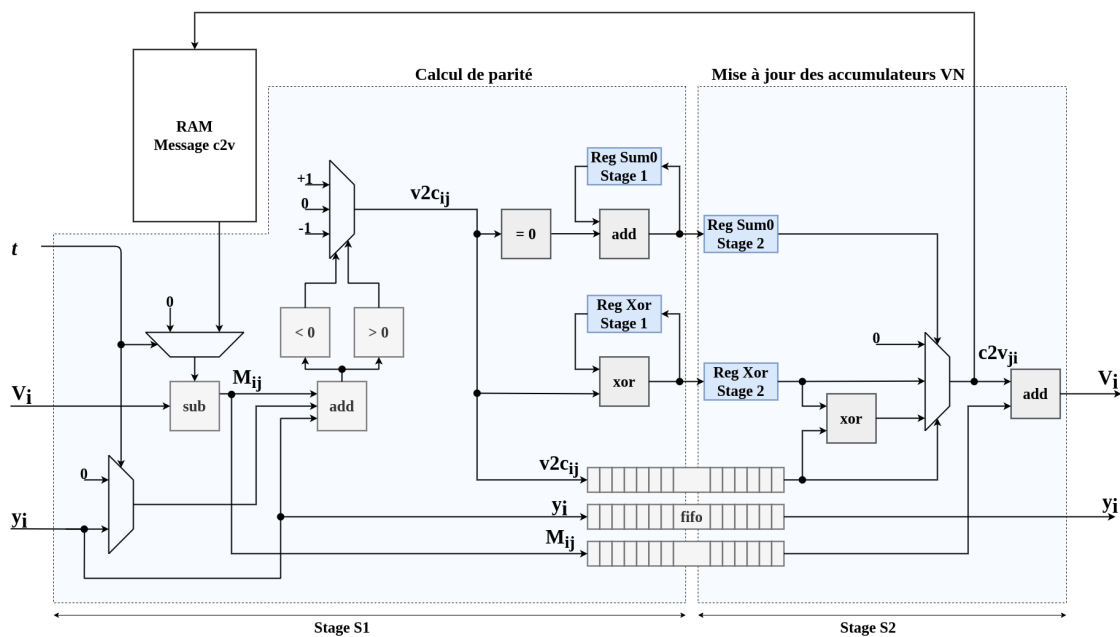 Calcul de parité
Mise à jour des accumulateurs VN
RAM
Message c2v
Reg Sum0
Stage 1
+1
0
-1
v2cij
= 0
add
Reg Sum0
Stage 2
t
0
< 0
> 0
Reg Xor
Stage 1
xor
Reg Xor
Stage 2
0
c2vji
Vi
Mij
sub
add
xor
add
Vi
0
v2cij
yi
yi
fifo
yi
Mij
Stage S1
Stage S2